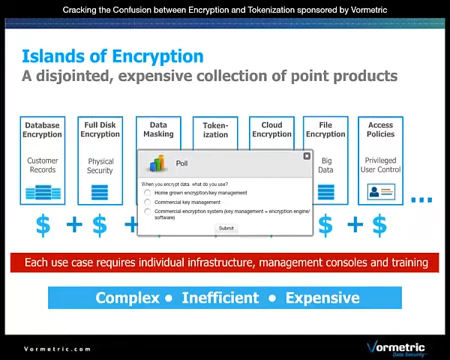 Cracking the Confusion between Encryption and Tokenization sponsored by Vormetric
Islands of Encryption
A disjointed, expensive collection of point products
Database Encryption
Customer Records
Full Disk Encryption
Physical Security
Data Masking
Token-ization
Cloud Encryption
File Encryption
Big Data
Access Policies
Privileged User Control
...
Poll
When you encrypt data, what do you use?
Home grown encryption/key management
Commercial key management
Commercial encryption system (key management + encryption engine/
software)
Submit
$ + $ + $ + $
Each use case requires individual infrastructure, management consoles and training
Complex • Inefficient • Expensive
Vormetric.com
Vormetric
Data Security